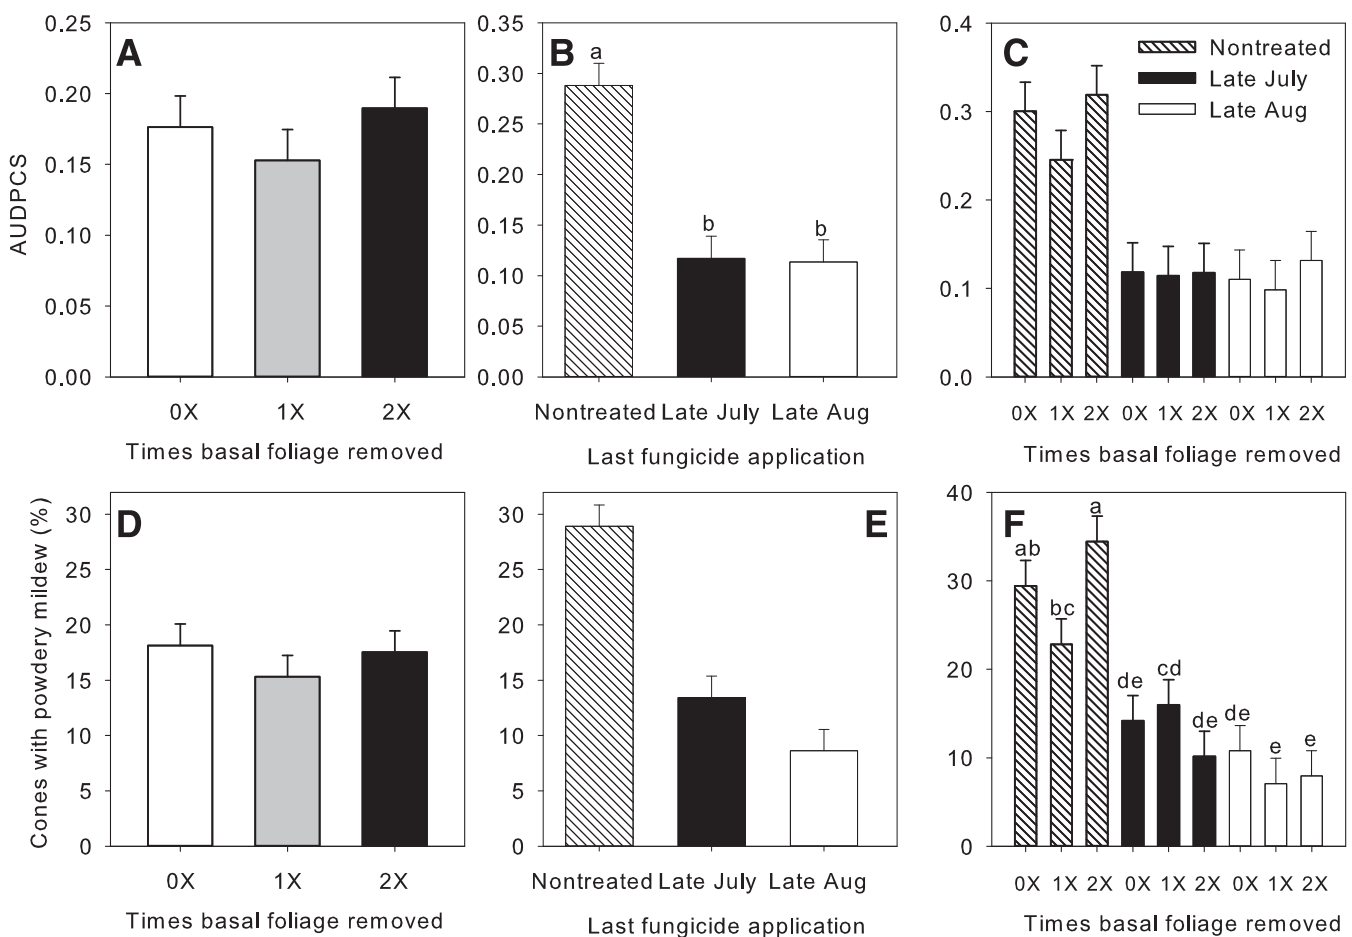 A
AUDPCS
0.25
0.20
0.15
0.10
0.05
0.00
0X 1X 2X
Times basal foliage removed
B
0.35
0.30
0.25
0.20
0.15
0.10
0.05
0.00
a
b
b
Nontreated Late July Late Aug
Last fungicide application
C
Nontreated
Late July
Late Aug
0.4
0.3
0.2
0.1
0.0
0X 1X 2X 0X 1X 2X 0X 1X 2X
Times basal foliage removed
D
Cones with powdery mildew (%)
30
25
20
15
10
5
0
0X 1X 2X
Times basal foliage removed
E
30
25
20
15
10
5
0
Nontreated Late July Late Aug
Last fungicide application
F
40
30
20
10
0
ab
bc
a
de
cd
de
de
e
e
0X 1X 2X 0X 1X 2X 0X 1X 2X
Times basal foliage removed